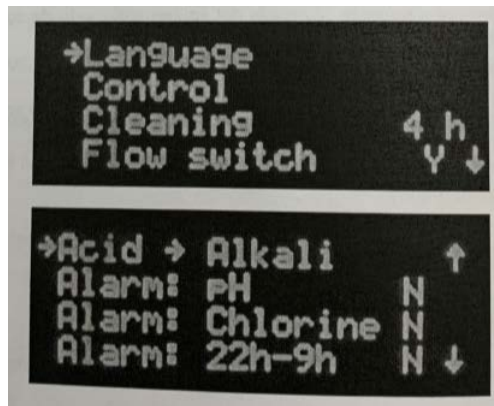 →Language
Control
Cleaning 4 h
Flow switch Y ↓
→Acid → Alkali ↑
Alarm: pH N
Alarm: Chlorine N
Alarm: 22h-9h N ↓